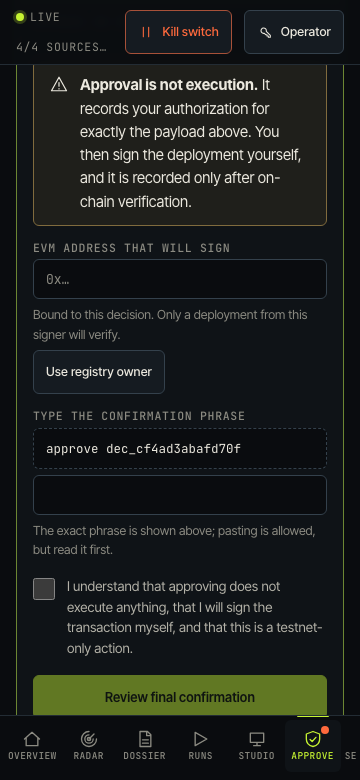 LIVE
Kill switch
Operator
4/4 SOURCES…
Approval is not execution. It
records your authorization for
exactly the payload above. You
then sign the deployment yourself,
and it is recorded only after on-
chain verification.
EVM ADDRESS THAT WILL SIGN
0x…
Bound to this decision. Only a deployment from this
signer will verify.
Use registry owner
TYPE THE CONFIRMATION PHRASE
approve dec_cf4ad3abafd70f
The exact phrase is shown above; pasting is allowed,
but read it first.
I understand that approving does not
execute anything, that I will sign the
transaction myself, and that this is a testnet-
only action.
Review final confirmation
OVERVIEW RADAR DOSSIER RUNS STUDIO APPROVE SE